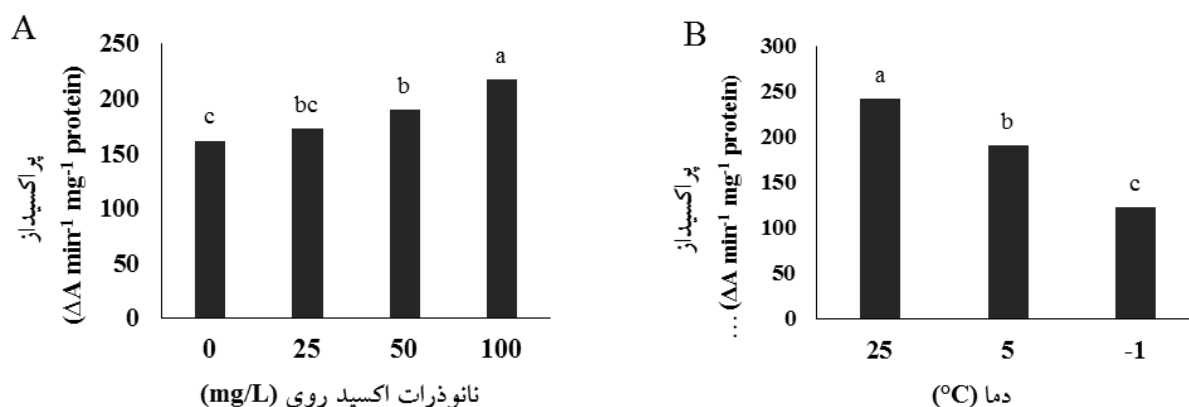 A
پراکسیداز
(ΔA min-1 mg-1 protein)
250
200
150
100
50
0
c
bc
b
a
0 25 50 100
نانوذرات اکسید روی (mg/L)
B
پراکسیداز
... (ΔA min-1 mg-1 protein)
300
250
200
150
100
50
0
a
b
c
25 5 -1
دما (°C)